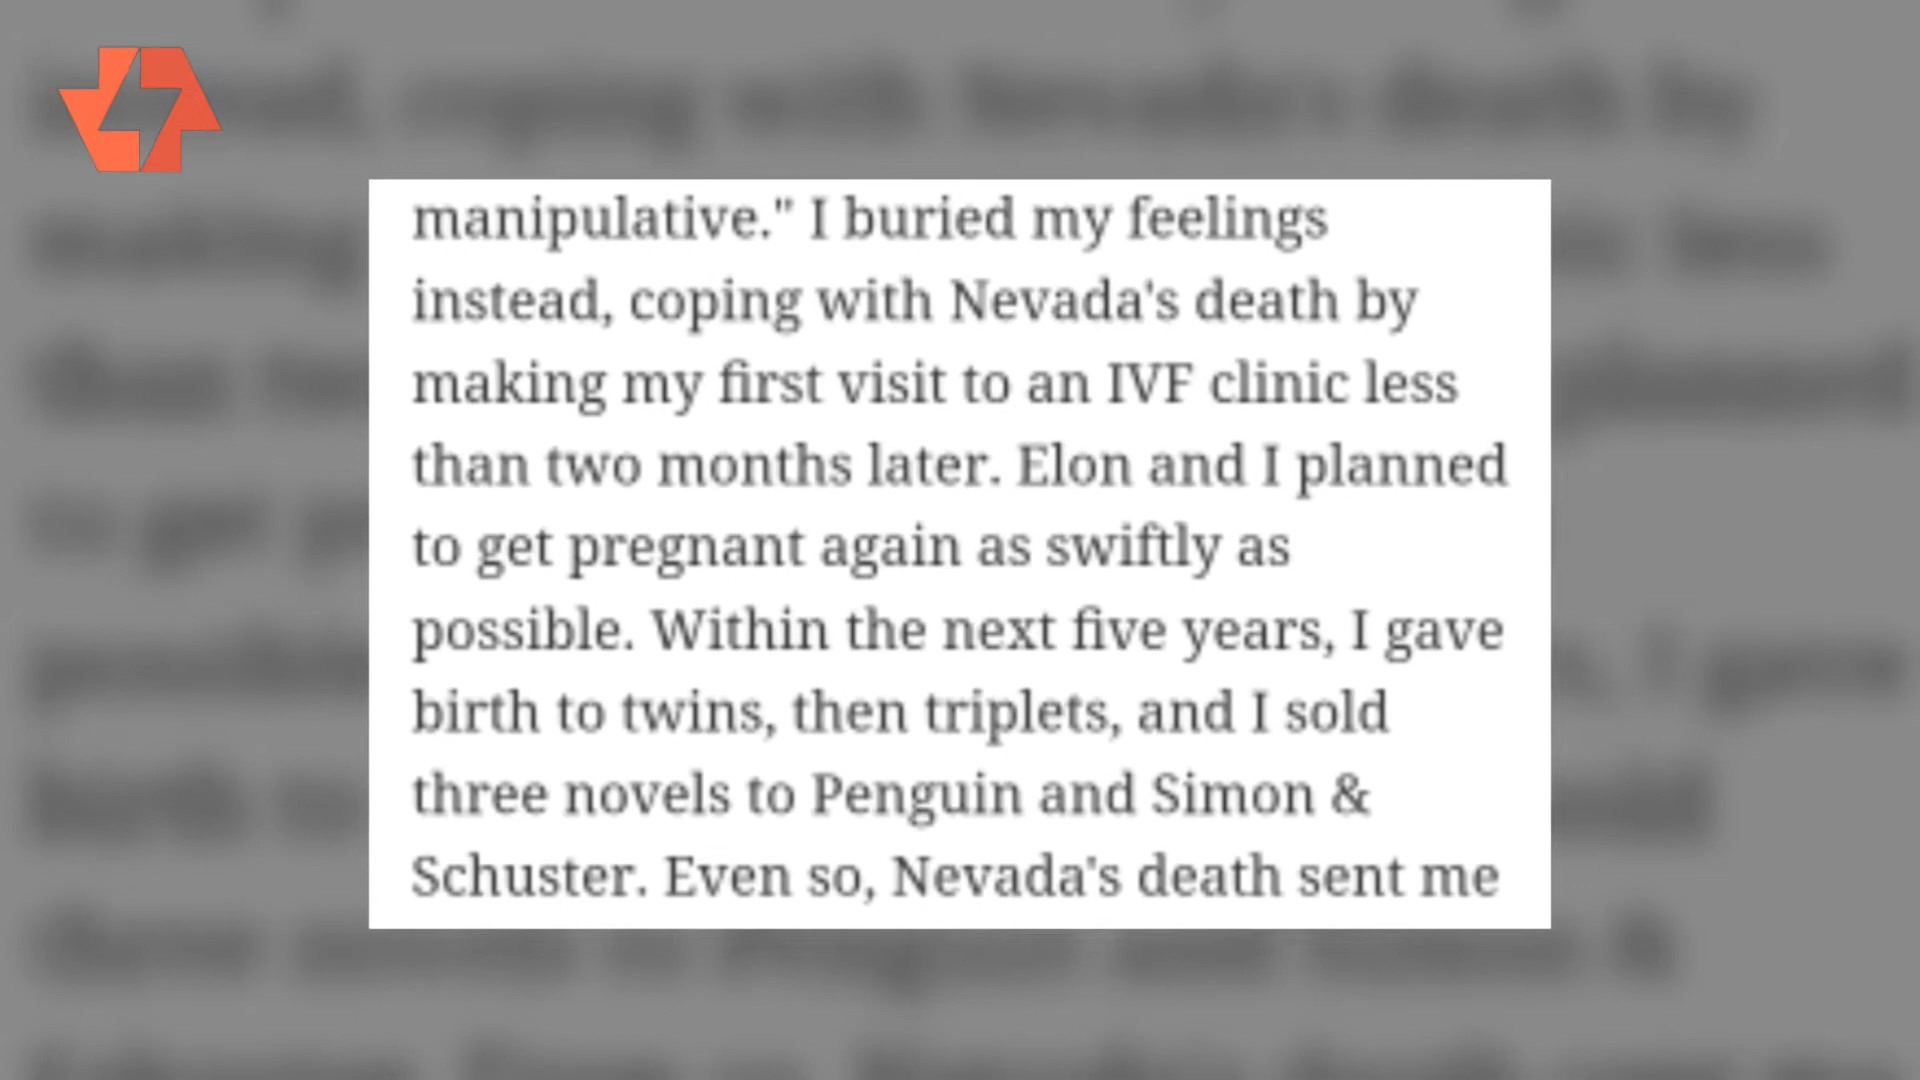 manipulative." I buried my feelings
instead, coping with Nevada's death by
making my first visit to an IVF clinic less
than two months later. Elon and I planned
to get pregnant again as swiftly as
possible. Within the next five years, I gave
birth to twins, then triplets, and I sold
three novels to Penguin and Simon &
Schuster. Even so, Nevada's death sent me